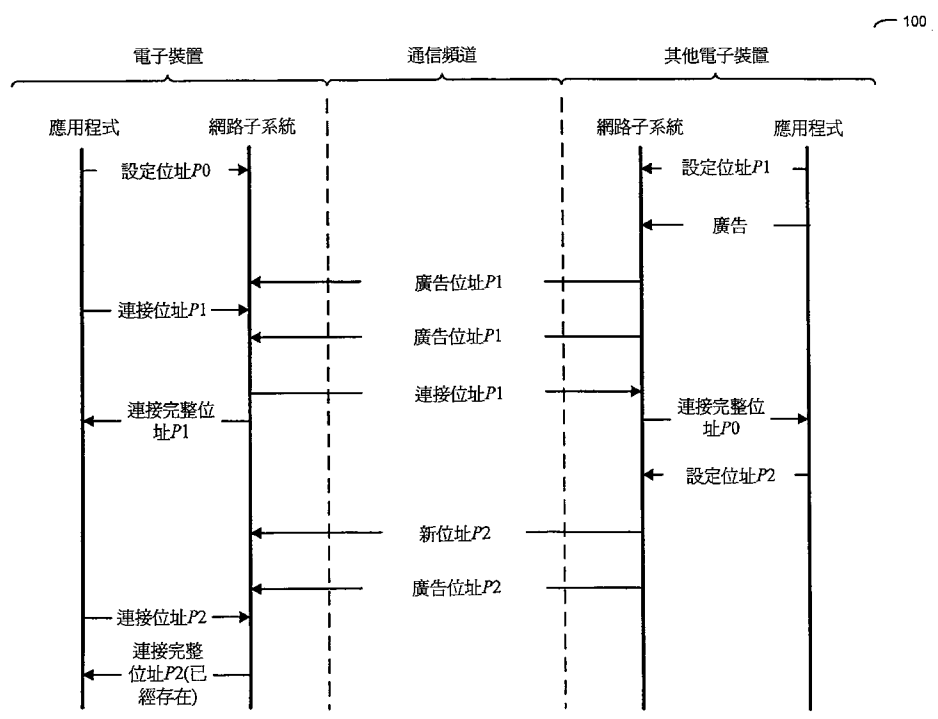 100
電子裝置
通信頻道
其他電子裝置
應用程式
網路子系統
網路子系統
應用程式
設定位址P0
設定位址P1
廣告
廣告位址P1
連接位址P1
廣告位址P1
連接位址P1
連接完整位
址P1
連接完整位
址P0
設定位址P2
新位址P2
廣告位址P2
連接位址P2
連接完整
位址P2(已
經存在)